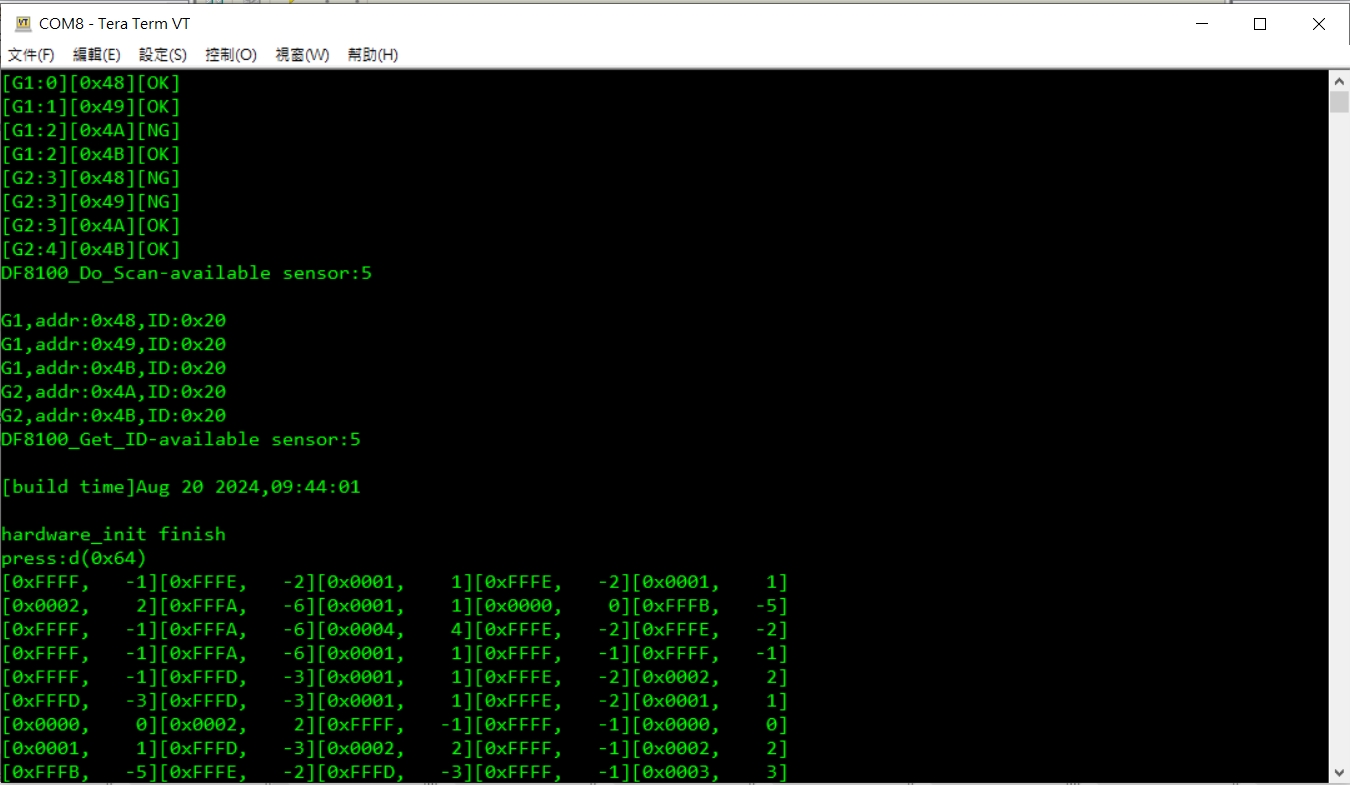 COM8 - Tera Term VT
文件(F) 編輯(E) 設定(S) 控制(O) 視窗(W) 幫助(H)
[G1:0][0x48][OK]
[G1:1][0x49][OK]
[G1:2][0x4A][NG]
[G1:2][0x4B][OK]
[G2:3][0x48][NG]
[G2:3][0x49][NG]
[G2:3][0x4A][OK]
[G2:4][0x4B][OK]
DF8100_Do_Scan-available sensor:5
G1,addr:0x48,ID:0x20
G1,addr:0x49,ID:0x20
G1,addr:0x4B,ID:0x20
G2,addr:0x4A,ID:0x20
G2,addr:0x4B,ID:0x20
DF8100_Get_ID-available sensor:5
[build time]Aug 20 2024,09:44:01
hardware_init finish
press:d(0x64)
[0xFFFF,   -1][0xFFFE,   -2][0x0001,    1][0xFFFE,   -2][0x0001,    1]
[0x0002,    2][0xFFFA,   -6][0x0001,    1][0x0000,    0][0xFFFB,   -5]
[0xFFFF,   -1][0xFFFA,   -6][0x0004,    4][0xFFFE,   -2][0xFFFE,   -2]
[0xFFFF,   -1][0xFFFA,   -6][0x0001,    1][0xFFFF,   -1][0xFFFF,   -1]
[0xFFFF,   -1][0xFFFD,   -3][0x0001,    1][0xFFFE,   -2][0x0002,    2]
[0xFFFD,   -3][0xFFFD,   -3][0x0001,    1][0xFFFE,   -2][0x0001,    1]
[0x0000,    0][0x0002,    2][0xFFFF,   -1][0xFFFF,   -1][0x0000,    0]
[0x0001,    1][0xFFFD,   -3][0x0002,    2][0xFFFF,   -1][0x0002,    2]
[0xFFFB,   -5][0xFFFE,   -2][0xFFFD,   -3][0xFFFF,   -1][0x0003,    3]